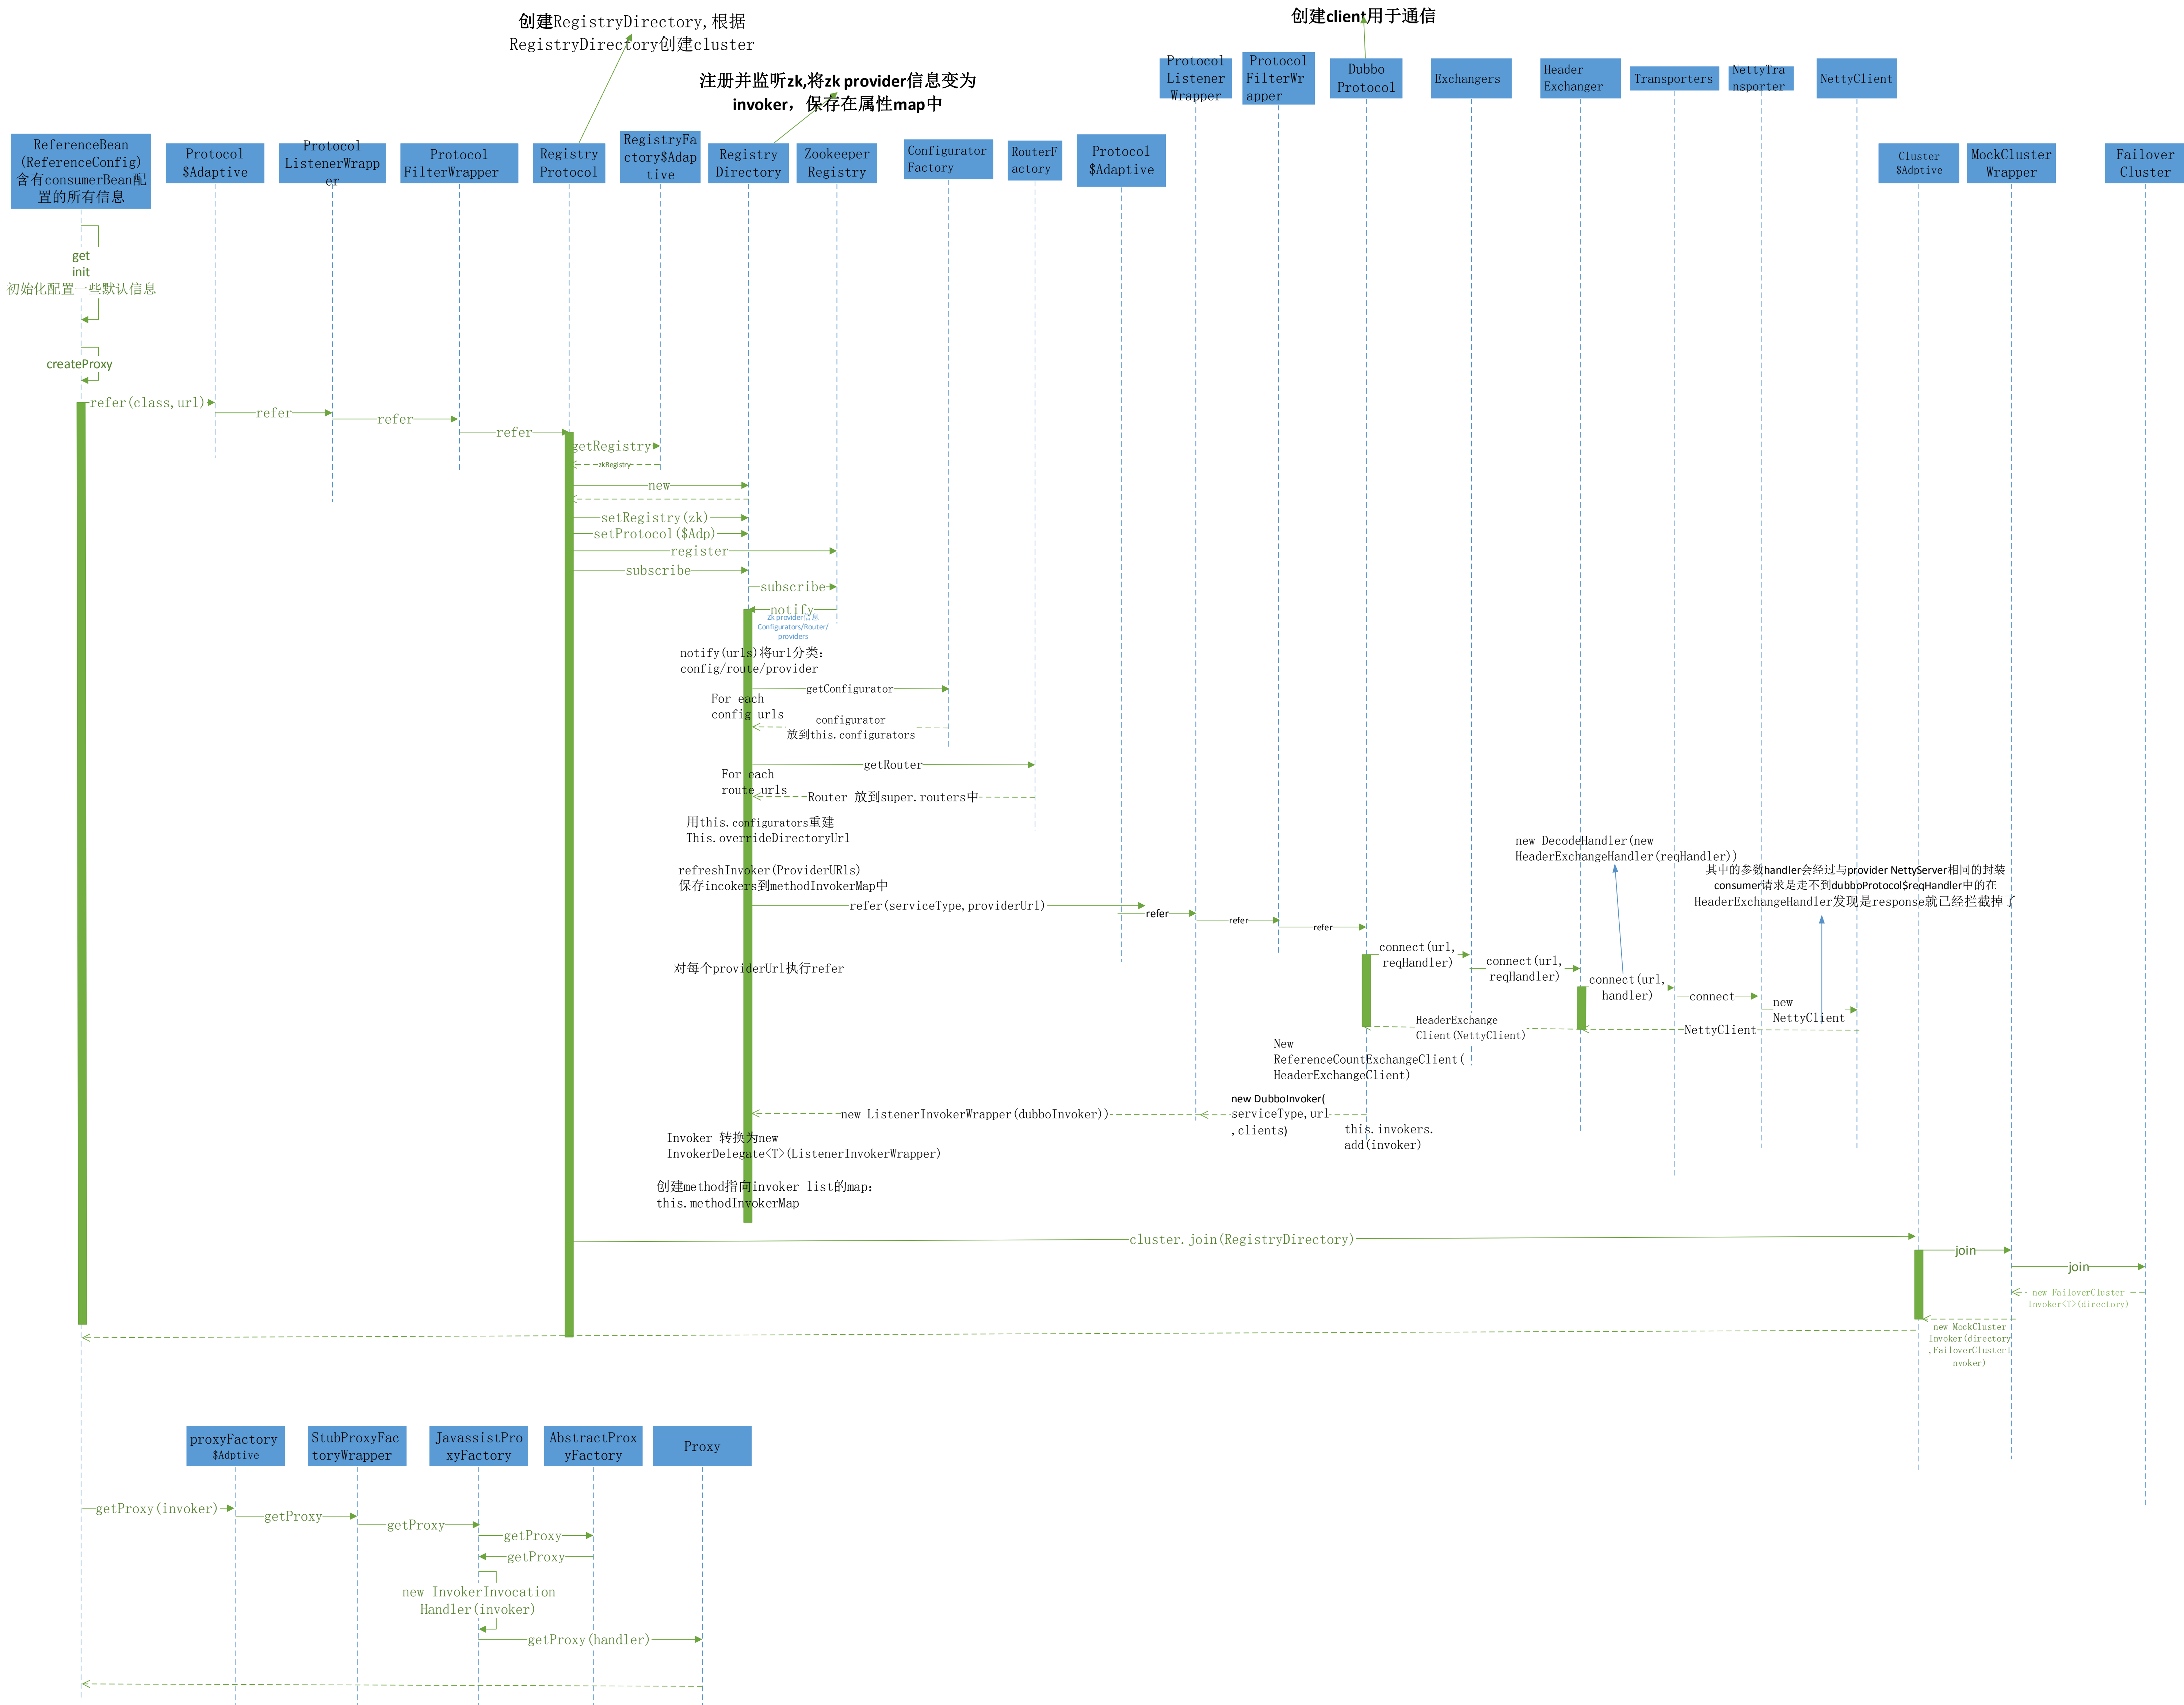 创建RegistryDirectory,根据
RegistryDirectory创建cluster
创建client用于通信
注册并监听zk,将zk provider信息变为
invoker，保存在属性map中
Protocol
Listener
Wrapper
Protocol
FilterWr
apper
Dubbo
Protocol
Exchangers
Header
Exchanger
Transporters
NettyTra
nsporter
NettyClient
ReferenceBean
(ReferenceConfig)
含有consumerBean配
置的所有信息
Protocol
$Adaptive
Protocol
ListenerWrapp
er
Protocol
FilterWrapper
Registry
Protocol
RegistryFa
ctory$Adap
tive
Registry
Directory
Zookeeper
Registry
Configurator
Factory
RouterF
actory
Protocol
$Adaptive
Cluster
$Adptive
MockCluster
Wrapper
Failover
Cluster
get
init
初始化配置一些默认信息
createProxy
refer(class,url)
refer
refer
refer
getRegistry
zkRegistry
new
setRegistry(zk)
setProtocol($Adp)
register
subscribe
subscribe
notify
Zk provider信息
Configurators/Router/
providers
notify(urls)将url分类:
config/route/provider
getConfigurator
For each
config urls
configurator
放到this.configurators
getRouter
For each
route urls
Router 放到super.routers中
用this.configurators重建
This.overrideDirectoryUrl
refreshInvoker(ProviderURls)
保存incokers到methodInvokerMap中
refer(serviceType,providerUrl)
refer
refer
refer
new DecodeHandler(new
HeaderExchangeHandler(reqHandler))
其中的参数handler会经过与provider NettyServer相同的封装
consumer请求是走不到dubboProtocol$reqHandler中的在
HeaderExchangeHandler发现是response就已经拦截掉了
对每个providerUrl执行refer
connect(url,
reqHandler)
connect(url,
reqHandler)
connect(url,
handler)
connect
new
NettyClient
NettyClient
HeaderExchange
Client(NettyClient)
New
ReferenceCountExchangeClient(
HeaderExchangeClient)
new DubboInvoker(
serviceType,url
,clients)
this.invokers.
add(invoker)
new ListenerInvokerWrapper(dubboInvoker))
Invoker 转换为new
InvokerDelegate<T>(ListenerInvokerWrapper)
创建method指向invoker list的map:
this.methodInvokerMap
cluster.join(RegistryDirectory)
join
join
new FailoverCluster
Invoker<T>(directory)
new MockCluster
Invoker(directory
,FailoverClusterI
nvoker)
proxyFactory
$Adptive
StubProxyFac
toryWrapper
JavassistPro
xyFactory
AbstractProx
yFactory
Proxy
getProxy(invoker)
getProxy
getProxy
getProxy
getProxy
new InvokerInvocation
Handler(invoker)
getProxy(handler)